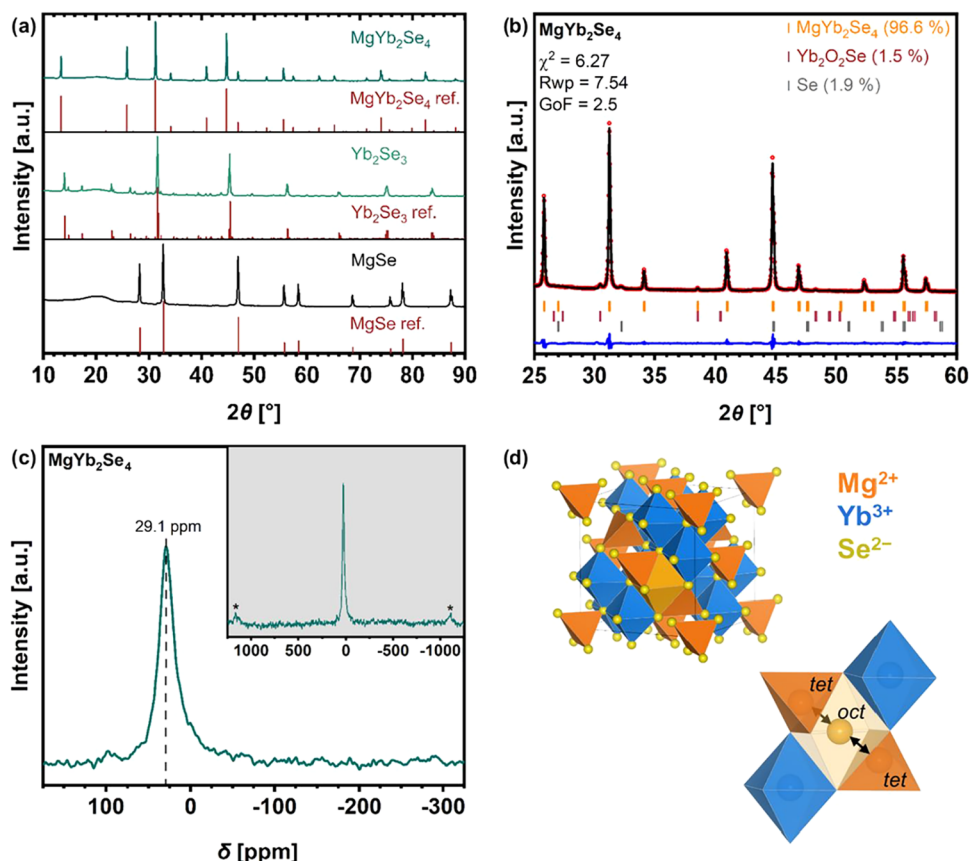 (a)
MgYb₂Se₄
MgYb₂Se₄ ref.
Yb₂Se₃
Yb₂Se₃ ref.
MgSe
MgSe ref.
Intensity [a.u.]
10 20 30 40 50 60 70 80 90
2θ [°]
(b)
MgYb₂Se₄
χ² = 6.27
Rwp = 7.54
GoF = 2.5
MgYb₂Se₄ (96.6 %)
Yb₂O₂Se (1.5 %)
Se (1.9 %)
Intensity [a.u.]
25 30 35 40 45 50 55 60
2θ [°]
(c)
MgYb₂Se₄
29.1 ppm
* *
1000 500 0 -500 -1000
ppm
Intensity [a.u.]
100 0 -100 -200 -300
δ [ppm]
(d)
Mg²⁺
Yb³⁺
Se²⁻
tet
oct
tet